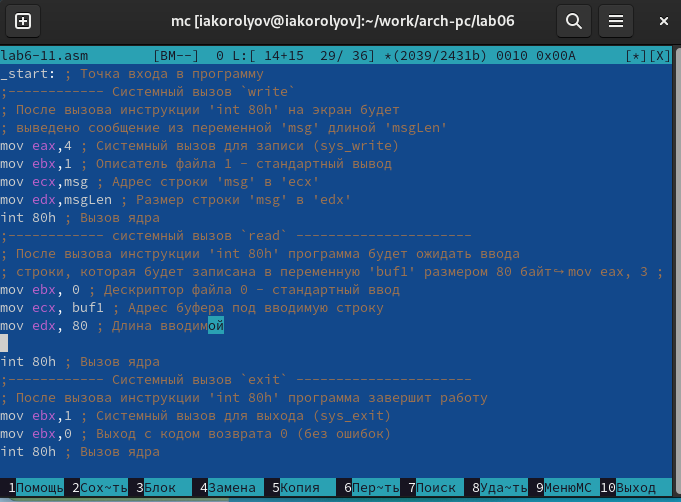 mc [iakorolyov@iakorolyov]:~/work/arch-pc/lab06
lab6-11.asm [BM--] 0 L:[ 14+15 29/ 36] *(2039/2431b) 0010 0x00A [*][X]
_start: ; Точка входа в программу
;------------ Системный вызов `write`
; После вызова инструкции 'int 80h' на экран будет
; выведено сообщение из переменной 'msg' длиной 'msgLen'
mov eax,4 ; Системный вызов для записи (sys_write)
mov ebx,1 ; Описатель файла 1 - стандартный вывод
mov ecx,msg ; Адрес строки 'msg' в 'ecx'
mov edx,msgLen ; Размер строки 'msg' в 'edx'
int 80h ; Вызов ядра
;------------ системный вызов `read` ----------------------
; После вызова инструкции 'int 80h' программа будет ожидать ввода
; строки, которая будет записана в переменную 'buf1' размером 80 байт↪mov eax, 3 ;
mov ebx, 0 ; Дескриптор файла 0 - стандартный ввод
mov ecx, buf1 ; Адрес буфера под вводимую строку
mov edx, 80 ; Длина вводимой
int 80h ; Вызов ядра
;------------ Системный вызов `exit` ----------------------
; После вызова инструкции 'int 80h' программа завершит работу
mov ebx,1 ; Системный вызов для выхода (sys_exit)
mov ebx,0 ; Выход с кодом возврата 0 (без ошибок)
int 80h ; Вызов ядра
1Помощь 2Сох~ть 3Блок 4Замена 5Копия 6Пер~ть 7Поиск 8Уда~ть 9МенюMC 10Выход